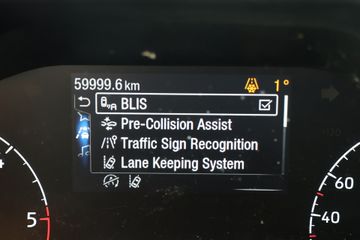 59999.6 km
1°
BLIS
Pre-Collision Assist
Traffic Sign Recognition
Lane Keeping System
5
60
40